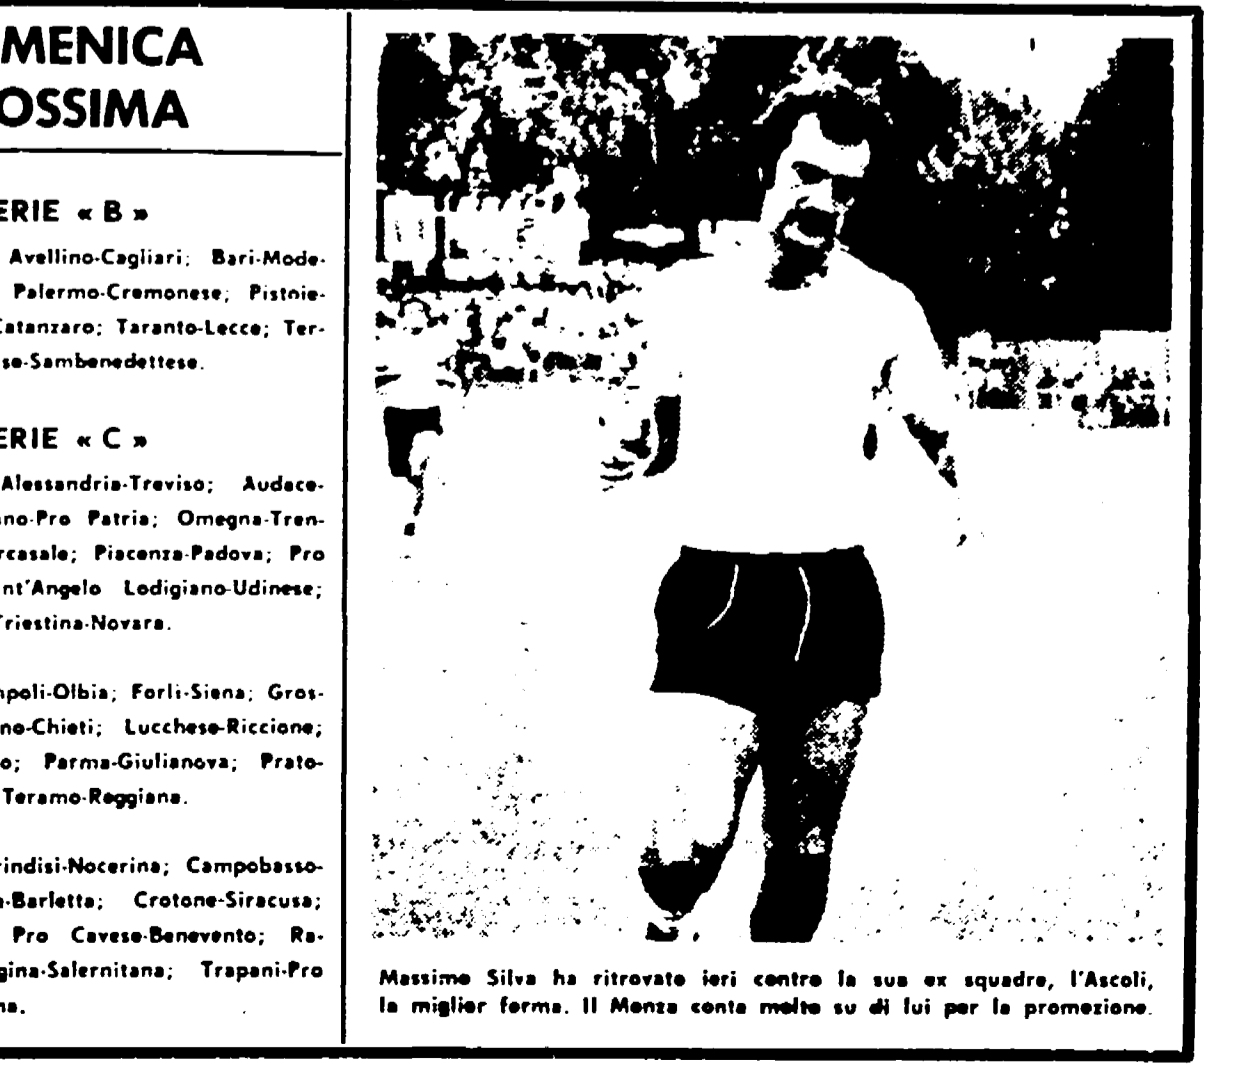 MENICA
OSSIMA
ERIE « B »
Avellino-Cagliari; Bari-Mode-
Palermo-Cremonese; Pistoie-
Catanzaro; Taranto-Lecce; Ter-
se-Sambenedettese.
ERIE « C »
Alessandria-Treviso; Audace-
ano-Pro Patria; Omegna-Tren-
rcasale; Piacenza-Padova; Pro
nt'Angelo Lodigiano-Udinese;
Triestina-Novara.
mpoli-Olbia; Forlì-Siena; Gros-
no-Chieti; Lucchese-Riccione;
o; Parma-Giulianova; Prato-
Teramo-Reggiana.
rindisi-Nocerina; Campobasso-
a-Barletta; Crotone-Siracusa;
Pro Cavese-Benevento; Ra-
gina-Salernitana; Trapani-Pro
na.
Massimo Silva ha ritrovato ieri contro la sua ex squadra, l'Ascoli,
la miglior forma. Il Monza conta molto su di lui per la promozione.